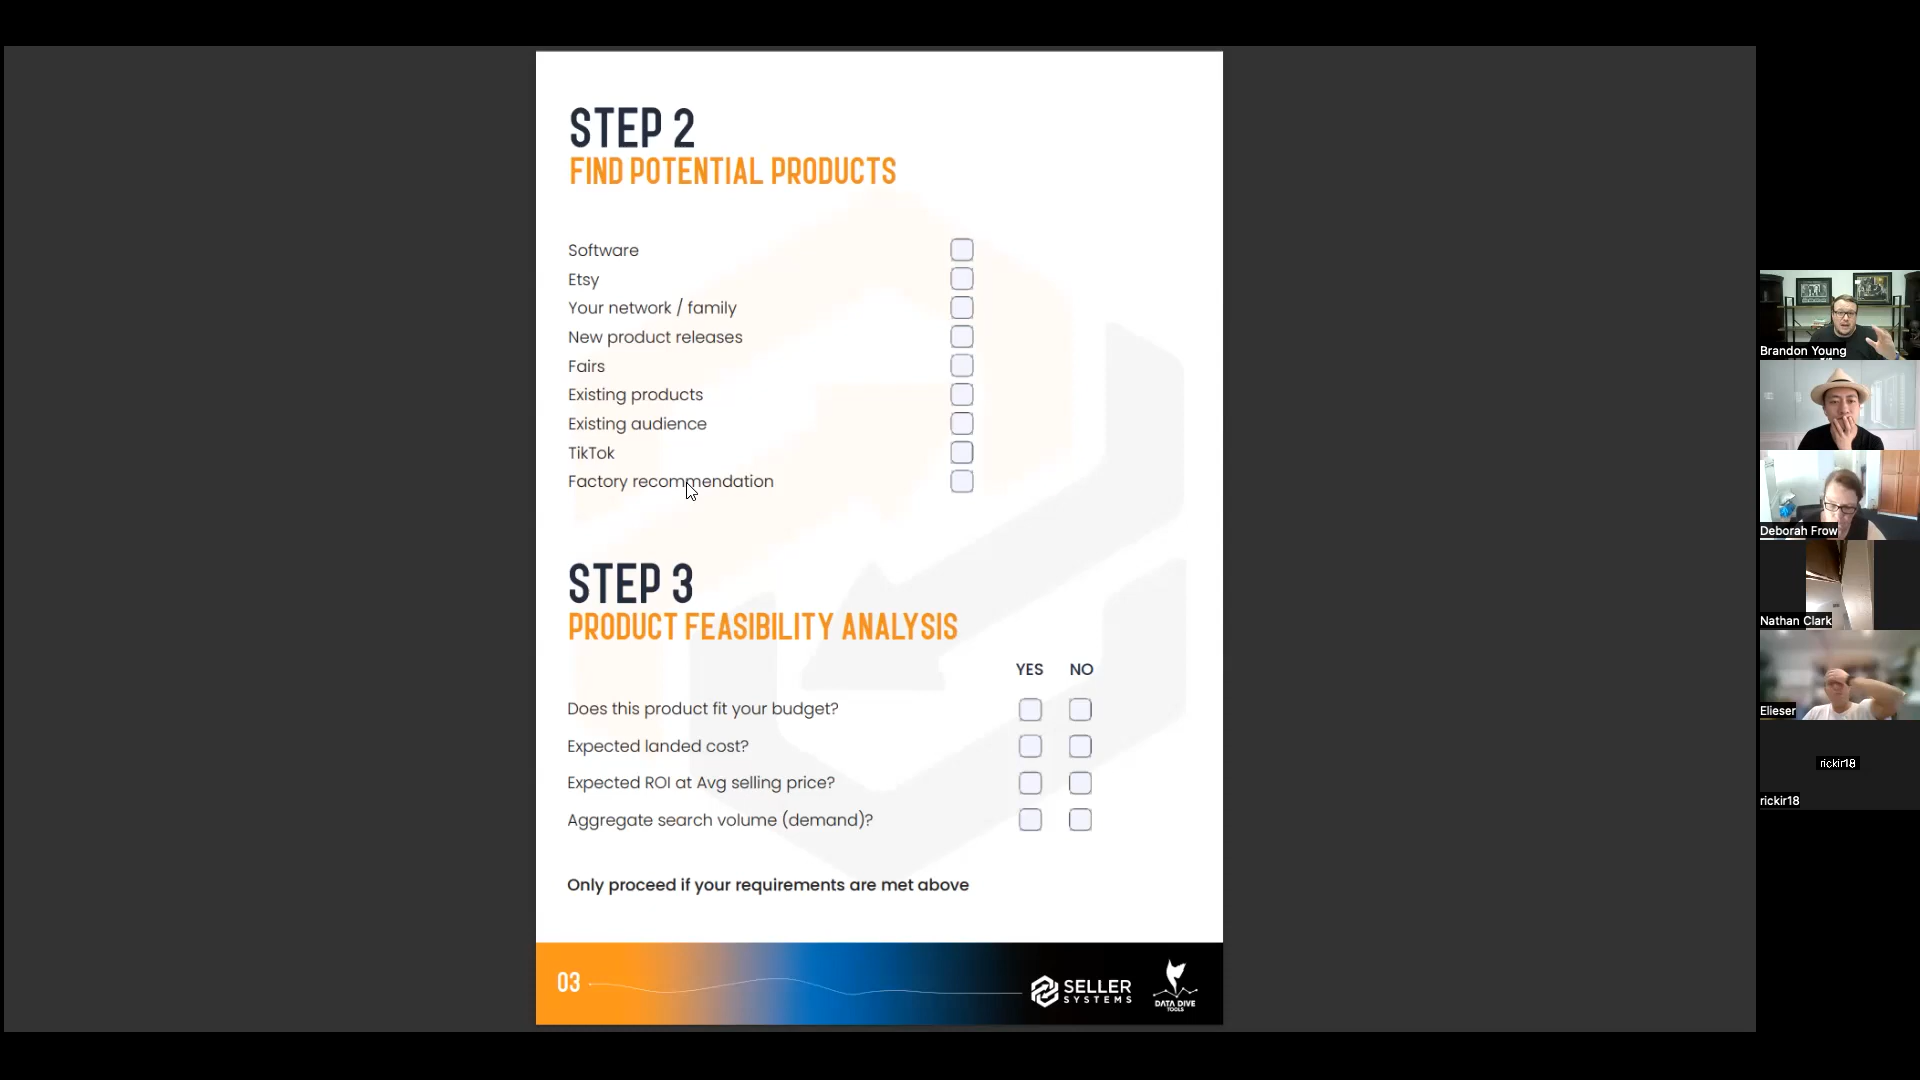 STEP 2
FIND POTENTIAL PRODUCTS
Software
Etsy
Your network / family
New product releases
Fairs
Existing products
Existing audience
TikTok
Factory recommendation
STEP 3
PRODUCT FEASIBILITY ANALYSIS
YES NO
Does this product fit your budget?
Expected landed cost?
Expected ROI at Avg selling price?
Aggregate search volume (demand)?
Only proceed if your requirements are met above
03
SELLER
SYSTEMS
DATA DIVE
TOOLS
Brandon Young
Deborah Frow
Nathan Clark
Elieser
rickir18
rickir18